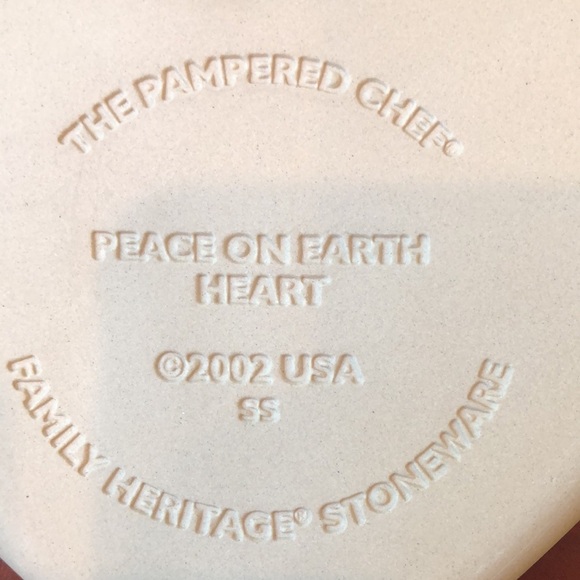 THE PAMPERED CHEF®
PEACE ON EARTH
HEART
©2002 USA
SS
FAMILY HERITAGE® STONEWARE